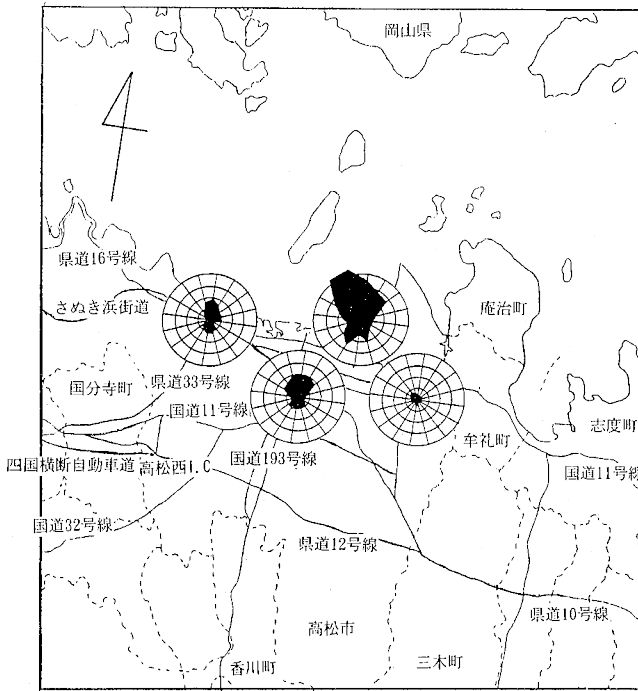 岡山県
県道16号線
さぬき浜街道
庵治町
県道33号線
国分寺町
国道11号線
志度町
牟礼町
国道193号線
四国横断自動車道 高松西I.C
国道11号線
国道32号線
県道12号線
県道10号線
高松市
香川町
三木町